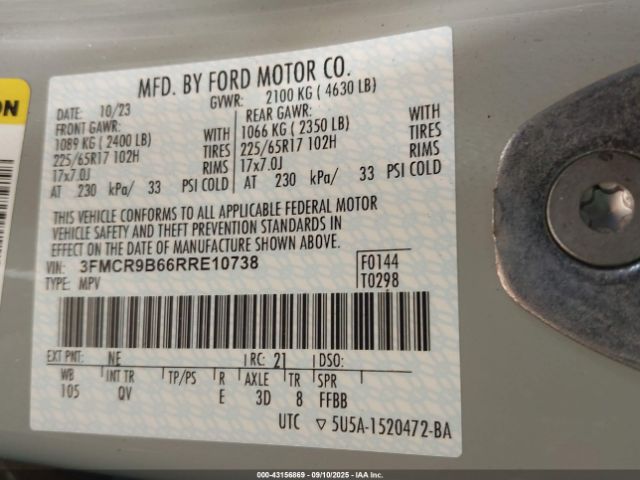 ON
MFD. BY FORD MOTOR CO.
DATE: 10/23 GVWR: 2100 KG ( 4630 LB)
FRONT GAWR: REAR GAWR:
1089 KG ( 2400 LB) WITH 1066 KG ( 2350 LB) WITH
225/65R17 102H TIRES 225/65R17 102H TIRES
17x7.0J RIMS 17x7.0J RIMS
AT 230 kPa/ 33 PSI COLD AT 230 kPa/ 33 PSI COLD
THIS VEHICLE CONFORMS TO ALL APPLICABLE FEDERAL MOTOR
VEHICLE SAFETY AND THEFT PREVENTION STANDARDS IN
EFFECT ON THE DATE OF MANUFACTURE SHOWN ABOVE.
VIN: 3FMCR9B66RRE10738 F0144
TYPE: MPV T0298
EXT PNT: NE RC: 21 DSO:
WB INT TR TP/PS R AXLE TR SPR
105 QV E 3D 8 FFBB
UTC ▽5U5A-1520472-BA
000-43156869 - 09/10/2025 - IAAI.COM